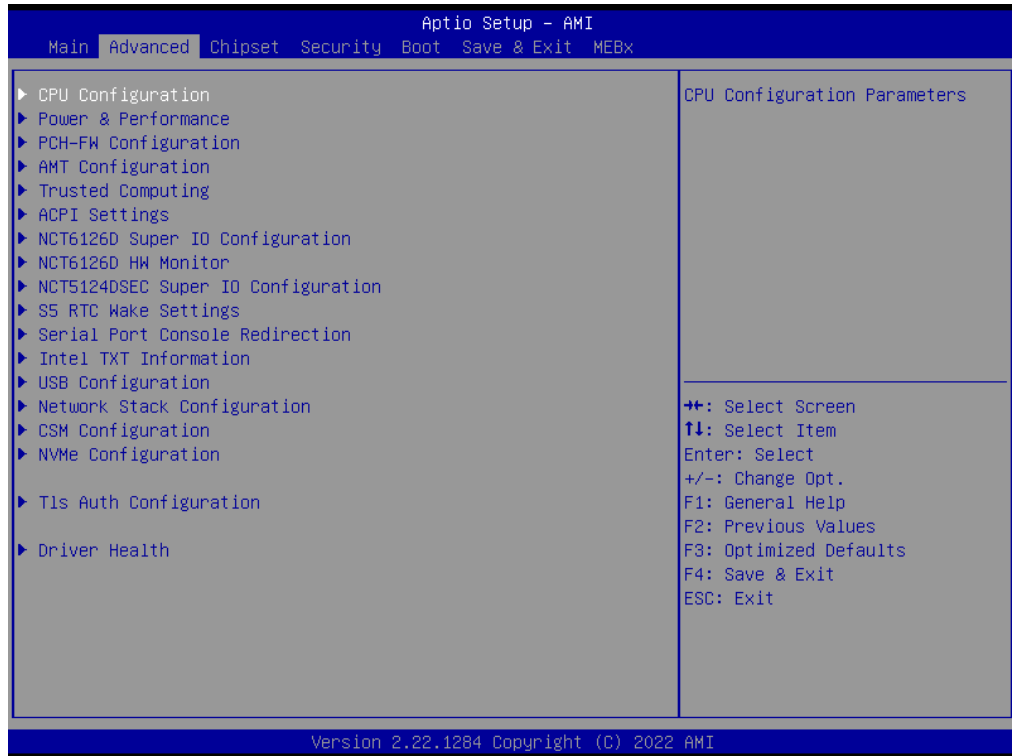 Aptio Setup – AMI
Main Advanced Chipset Security Boot Save & Exit MEBx
▶ CPU Configuration
▶ Power & Performance
▶ PCH-FW Configuration
▶ AMT Configuration
▶ Trusted Computing
▶ ACPI Settings
▶ NCT6126D Super IO Configuration
▶ NCT6126D HW Monitor
▶ NCT5124DSEC Super IO Configuration
▶ S5 RTC Wake Settings
▶ Serial Port Console Redirection
▶ Intel TXT Information
▶ USB Configuration
▶ Network Stack Configuration
▶ CSM Configuration
▶ NVMe Configuration
▶ Tls Auth Configuration
▶ Driver Health
CPU Configuration Parameters
→←: Select Screen
↑↓: Select Item
Enter: Select
+/-: Change Opt.
F1: General Help
F2: Previous Values
F3: Optimized Defaults
F4: Save & Exit
ESC: Exit
Version 2.22.1284 Copyright (C) 2022 AMI